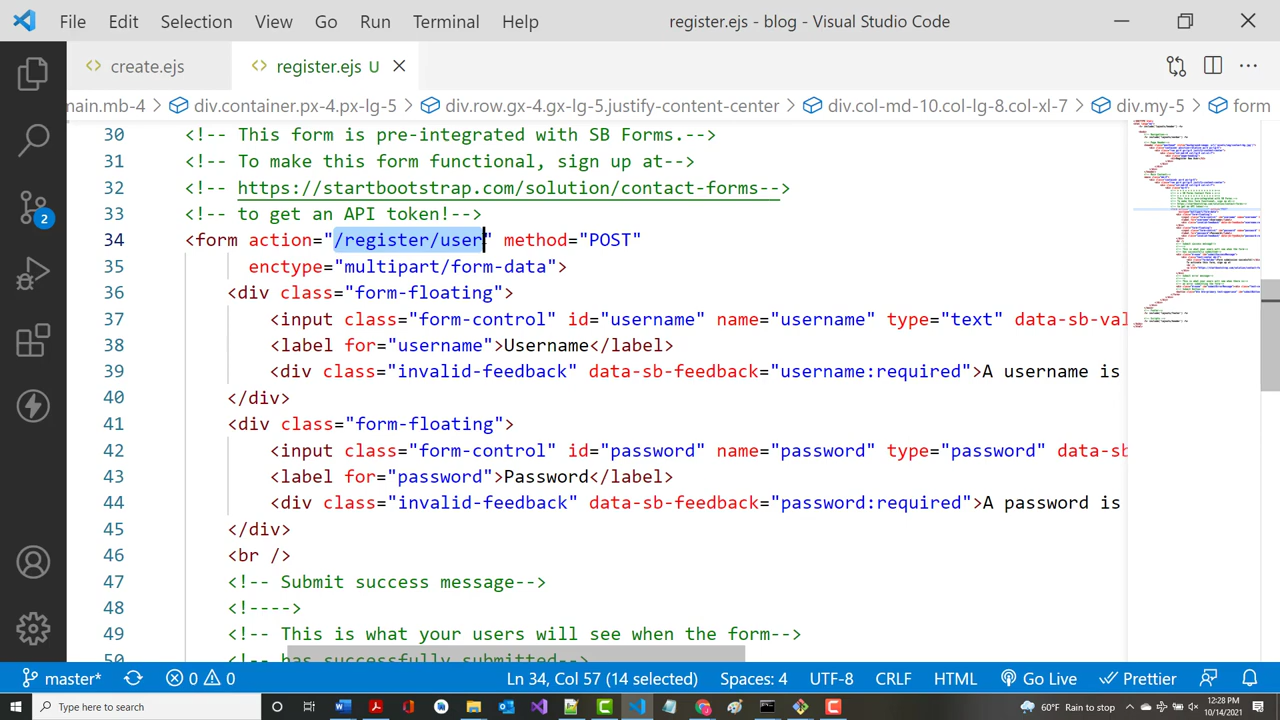 File Edit Selection View Go Run Terminal Help register.ejs - blog - Visual Studio Code
create.ejs register.ejs U
main.mb-4 > div.container.px-4.px-lg-5 > div.row.gx-4.gx-lg-5.justify-content-center > div.col-md-10.col-lg-8.col-xl-7 > div.my-5 > form
30 <!-- This form is pre-integrated with SB Forms.-->
31 <!-- To make this form functional, sign up at-->
32 <!-- https://startbootstrap.com/solution/contact-forms-->
33 <!-- to get an API token!-->
34 <form action="/register/user" method="POST"
35 enctype="multipart/form-data">
36 <div class="form-floating">
37 <input class="form-control" id="username" name="username" type="text" data-sb-val
38 <label for="username">Username</label>
39 <div class="invalid-feedback" data-sb-feedback="username:required">A username is
40 </div>
41 <div class="form-floating">
42 <input class="form-control" id="password" name="password" type="password" data-sb
43 <label for="password">Password</label>
44 <div class="invalid-feedback" data-sb-feedback="password:required">A password is
45 </div>
46 <br />
47 <!-- Submit success message-->
48 <!---->
49 <!-- This is what your users will see when the form-->
50 <!-- has successfully submitted-->
2
master* 0 0 Ln 34, Col 57 (14 selected) Spaces: 4 UTF-8 CRLF HTML Go Live Prettier
Type here to search 60°F Rain to stop 12:28 PM
10/14/2021